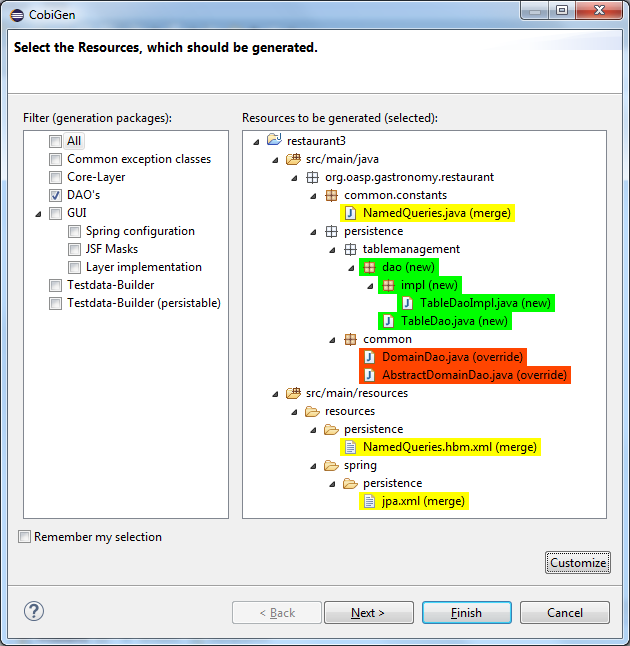 CobiGen
Select the Resources, which should be generated.
Filter (generation packages):
All
Common exception classes
Core-Layer
DAO's
GUI
Spring configuration
JSF Masks
Layer implementation
Testdata-Builder
Testdata-Builder (persistable)
Resources to be generated (selected):
restaurant3
src/main/java
org.oasp.gastronomy.restaurant
common.constants
NamedQueries.java (merge)
persistence
tablemanagement
dao (new)
impl (new)
TableDaoImpl.java (new)
TableDao.java (new)
common
DomainDao.java (override)
AbstractDomainDao.java (override)
src/main/resources
resources
persistence
NamedQueries.hbm.xml (merge)
spring
persistence
jpa.xml (merge)
Remember my selection
Customize
?
< Back
Next >
Finish
Cancel